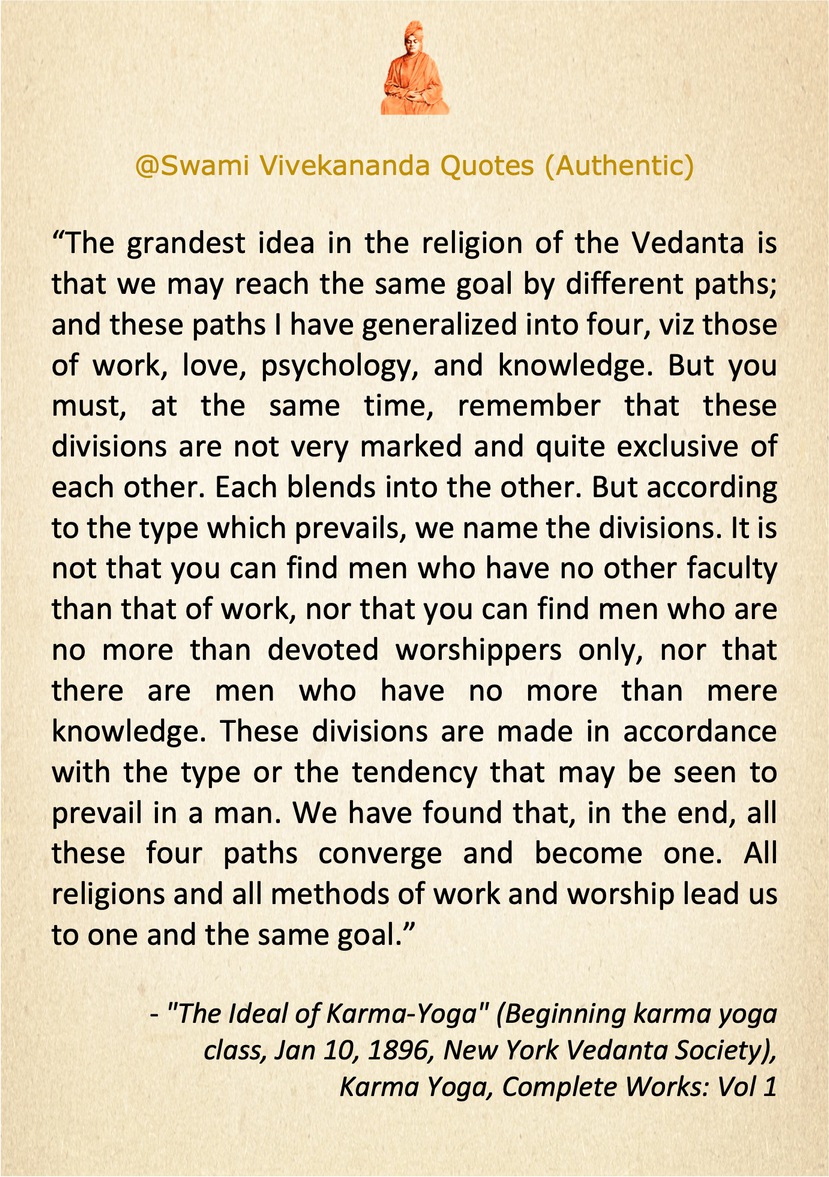 @Swami Vivekananda Quotes (Authentic)
“The grandest idea in the religion of the Vedanta is
that we may reach the same goal by different paths;
and these paths I have generalized into four, viz those
of work, love, psychology, and knowledge. But you
must, at the same time, remember that these
divisions are not very marked and quite exclusive of
each other. Each blends into the other. But according
to the type which prevails, we name the divisions. It is
not that you can find men who have no other faculty
than that of work, nor that you can find men who are
no more than devoted worshippers only, nor that
there are men who have no more than mere
knowledge. These divisions are made in accordance
with the type or the tendency that may be seen to
prevail in a man. We have found that, in the end, all
these four paths converge and become one. All
religions and all methods of work and worship lead us
to one and the same goal.”
- "The Ideal of Karma-Yoga" (Beginning karma yoga
class, Jan 10, 1896, New York Vedanta Society),
Karma Yoga, Complete Works: Vol 1